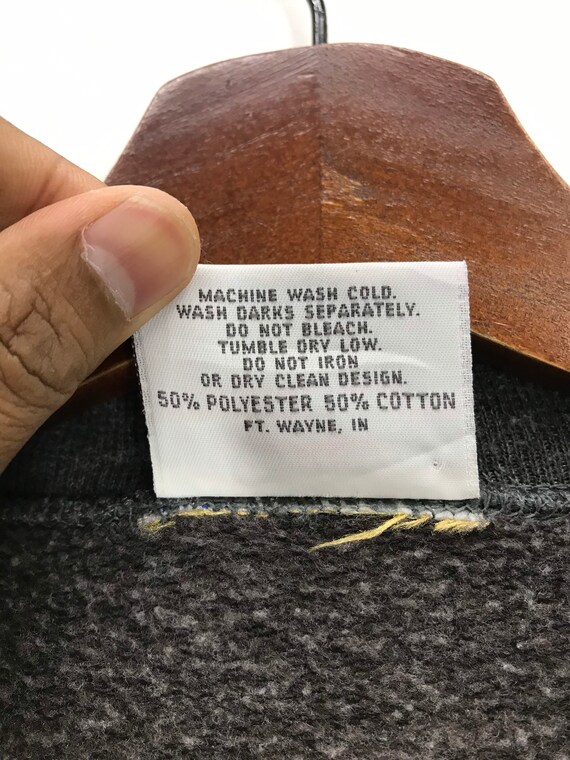 MACHINE WASH COLD.
WASH DARKS SEPARATELY.
DO NOT BLEACH.
TUMBLE DRY LOW.
DO NOT IRON
OR DRY CLEAN DESIGN.
50% POLYESTER 50% COTTON
FT. WAYNE, IN